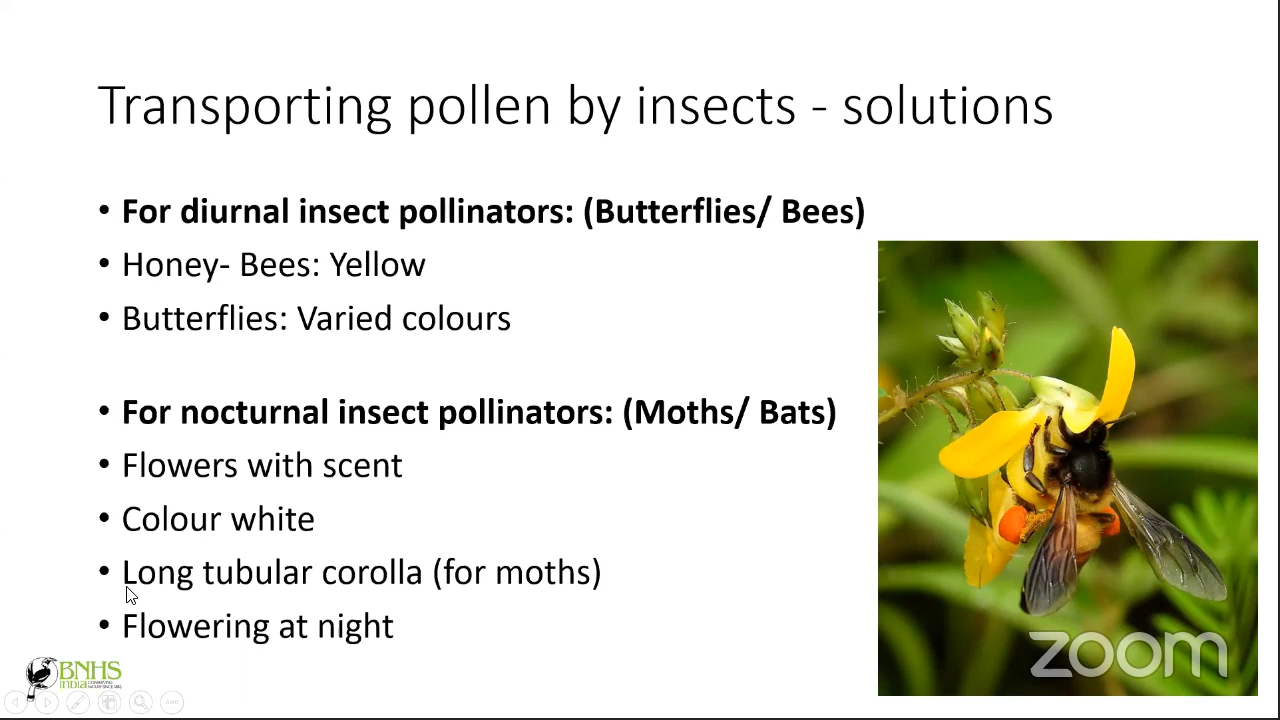 Transporting pollen by insects - solutions
• For diurnal insect pollinators: (Butterflies/ Bees)
• Honey- Bees: Yellow
• Butterflies: Varied colours
• For nocturnal insect pollinators: (Moths/ Bats)
• Flowers with scent
• Colour white
• Long tubular corolla (for moths)
• Flowering at night
zoom
BNHS
INDIA